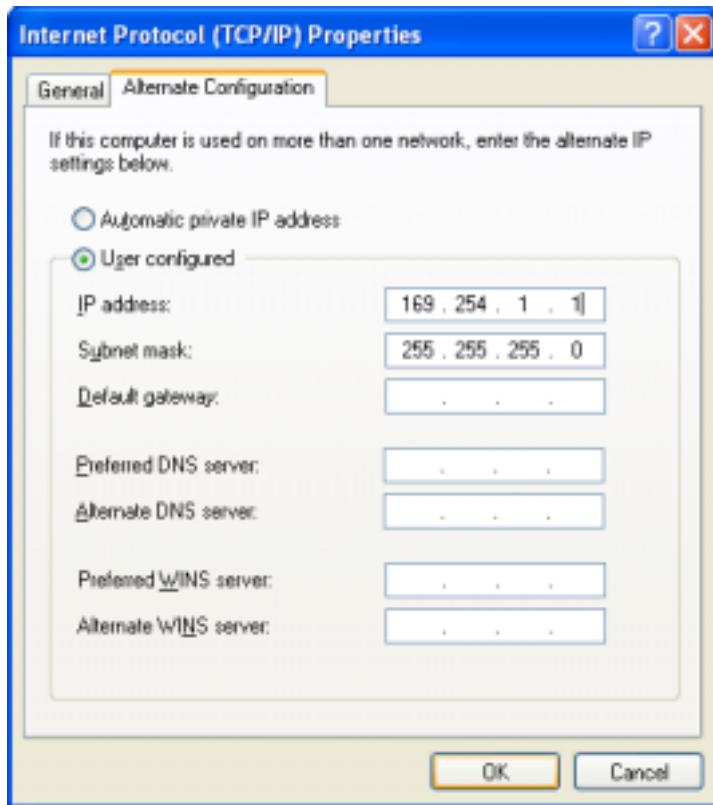 Internet Protocol (TCP/IP) Properties
General
Alternate Configuration
If this computer is used on more than one network, enter the alternate IP
settings below.
Automatic private IP address
User configured
IP address: 169 . 254 . 1 . 1
Subnet mask: 255 . 255 . 255 . 0
Default gateway: . . .
Preferred DNS server: . . .
Alternate DNS server: . . .
Preferred WINS server: . . .
Alternate WINS server: . . .
OK Cancel